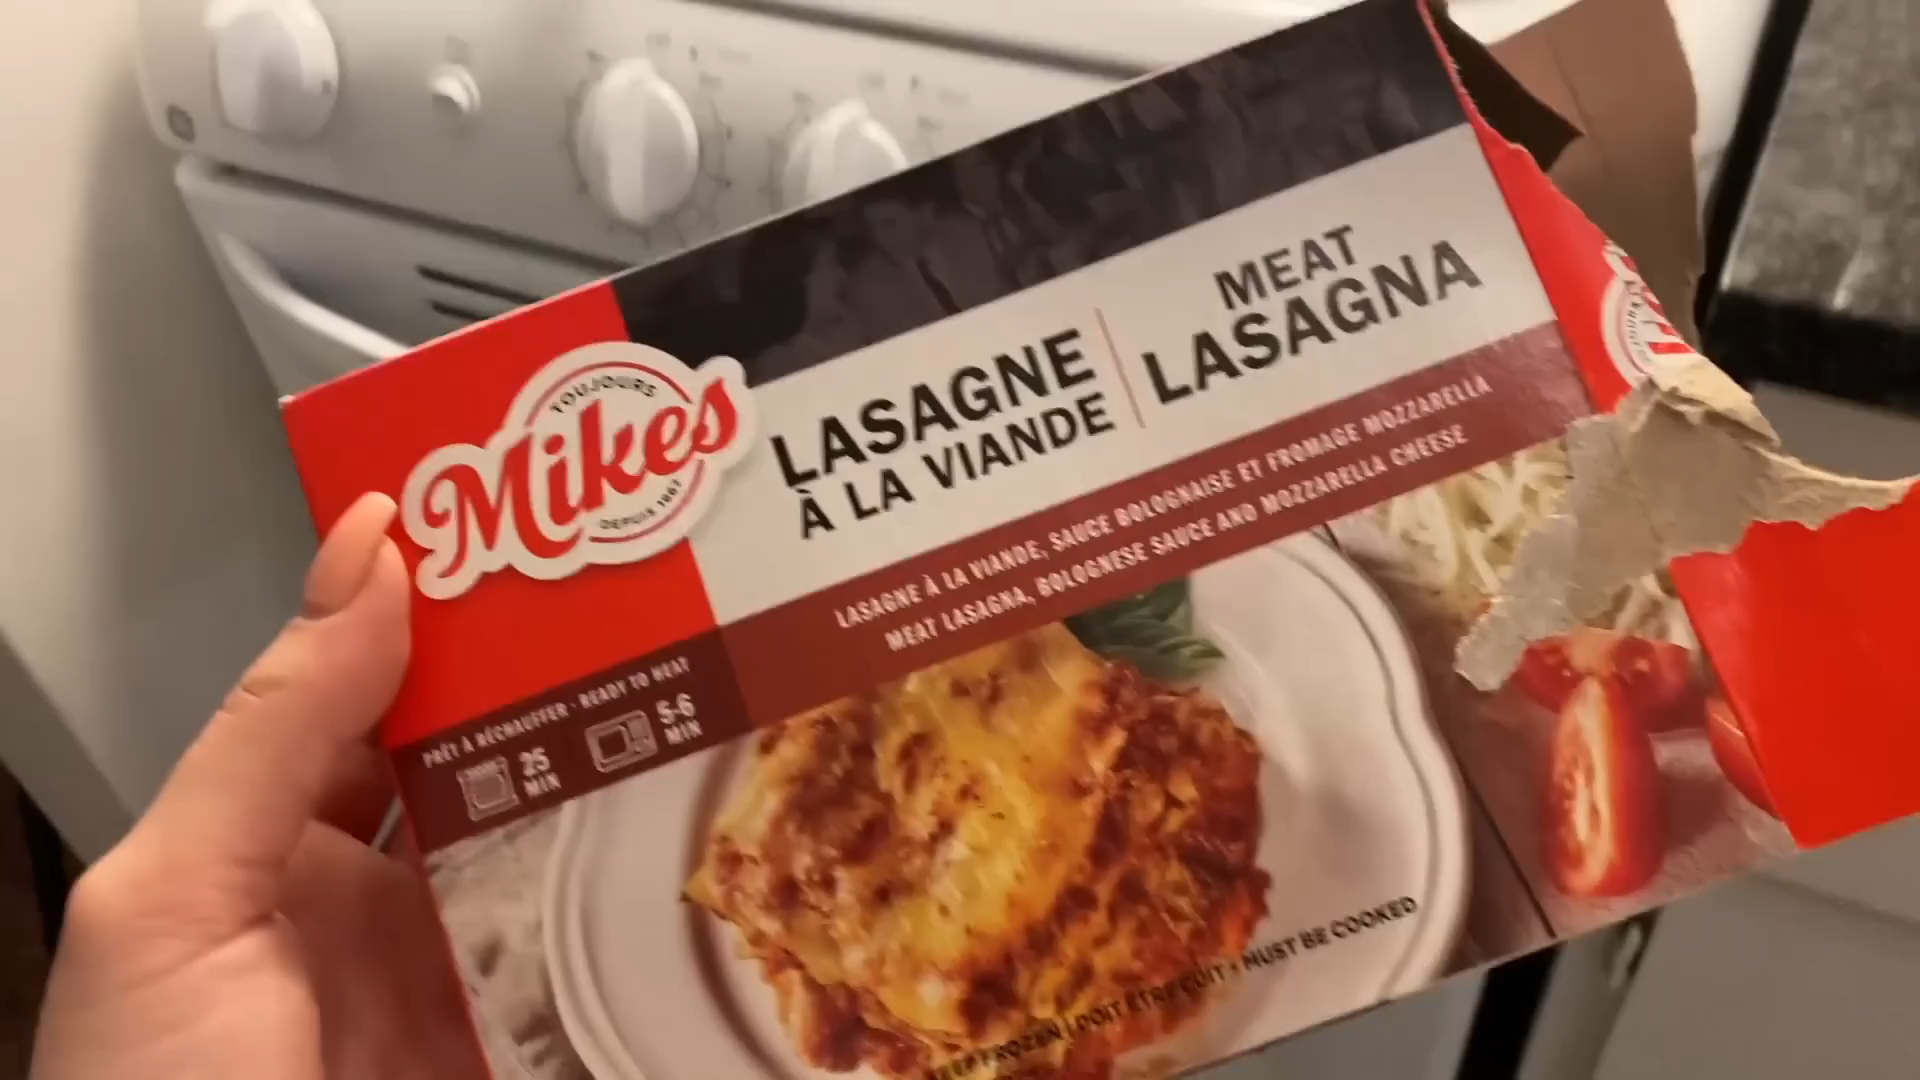 TOUJOURS
Mikes
DEPUIS 1967
LASAGNE
À LA VIANDE
MEAT
LASAGNA
LASAGNE À LA VIANDE, SAUCE BOLOGNAISE ET FROMAGE MOZZARELLA
MEAT LASAGNA, BOLOGNESE SAUCE AND MOZZARELLA CHEESE
PRÊT À RÉCHAUFFER · READY TO HEAT
25
MIN
5-6
MIN
KEEP FROZEN | DOIT ÊTRE CUIT • MUST BE COOKED